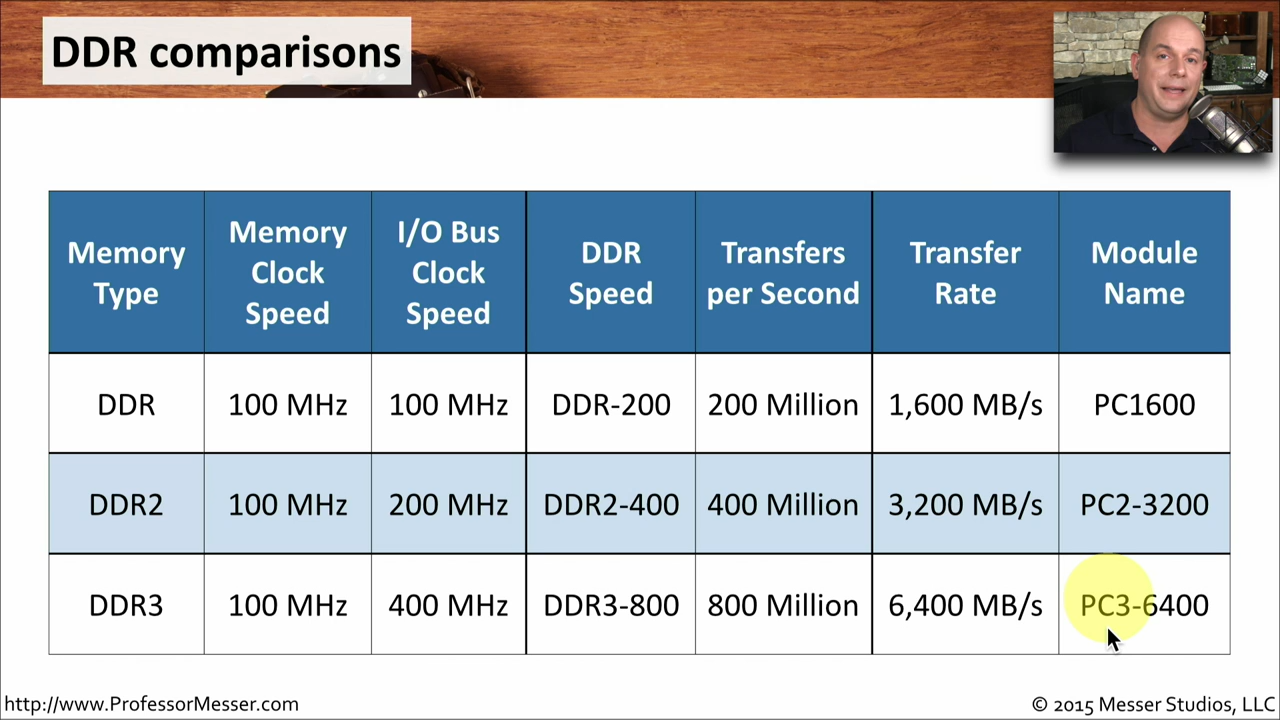 DDR comparisons
Memory Type
Memory Clock Speed
I/O Bus Clock Speed
DDR Speed
Transfers per Second
Transfer Rate
Module Name
DDR 100 MHz 100 MHz DDR-200 200 Million 1,600 MB/s PC1600
DDR2 100 MHz 200 MHz DDR2-400 400 Million 3,200 MB/s PC2-3200
DDR3 100 MHz 400 MHz DDR3-800 800 Million 6,400 MB/s PC3-6400
http://www.ProfessorMesser.com
© 2015 Messer Studios, LLC